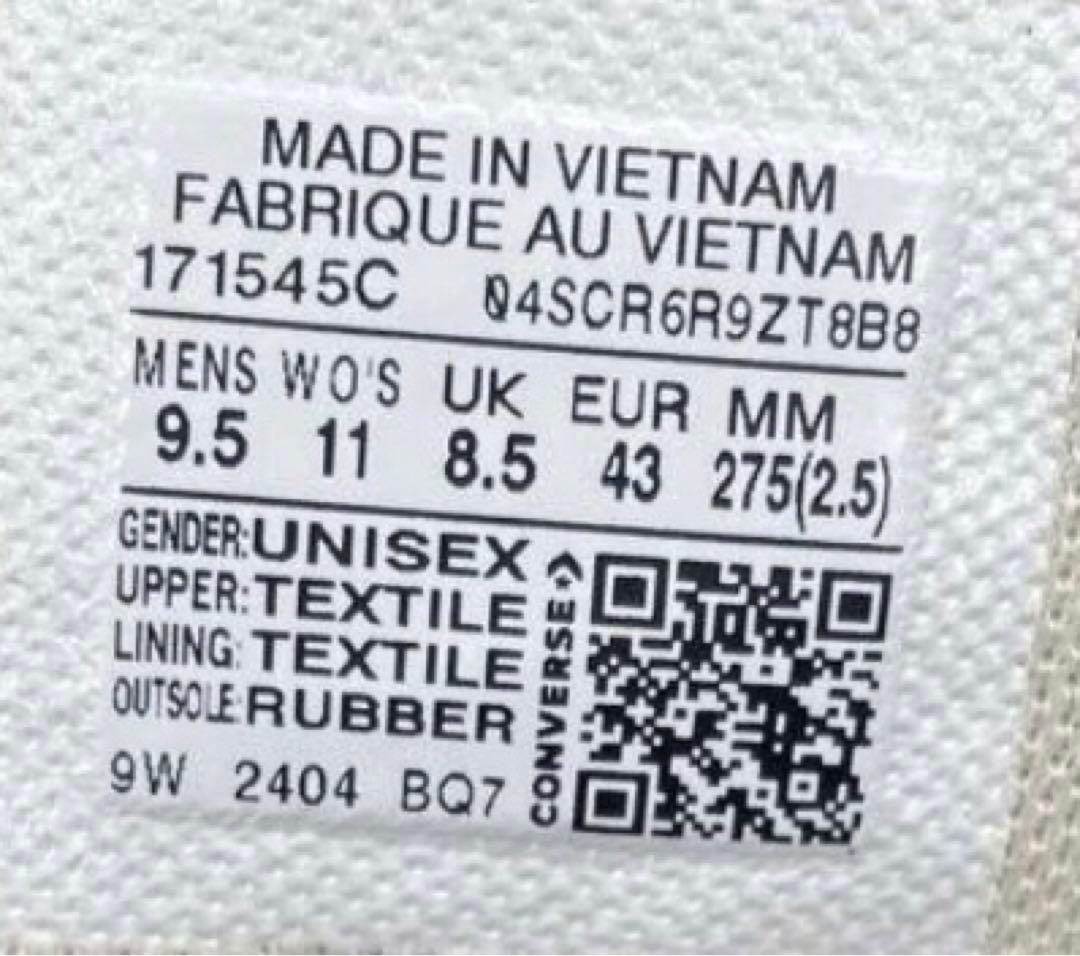 MADE IN VIETNAM
FABRIQUE AU VIETNAM
171545C 04SCR6R9ZT8B8
MENS WO'S UK EUR MM
9.5 11 8.5 43 275(2.5)
GENDER:UNISEX
UPPER:TEXTILE
LINING:TEXTILE
OUTSOLE:RUBBER
9W 2404 BQ7
CONVERSE